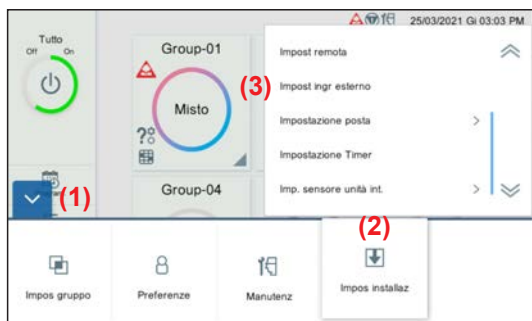 25/03/2021 Gi 03:03 PM
Tutto
Off On
Group-01
Misto
(3)
Impost remota
Impost ingr esterno
Impostazione posta
Impostazione Timer
Imp. sensore unità int.
(1)
Group-04
(2)
Impos gruppo
Preferenze
Manutenz
Impos installaz